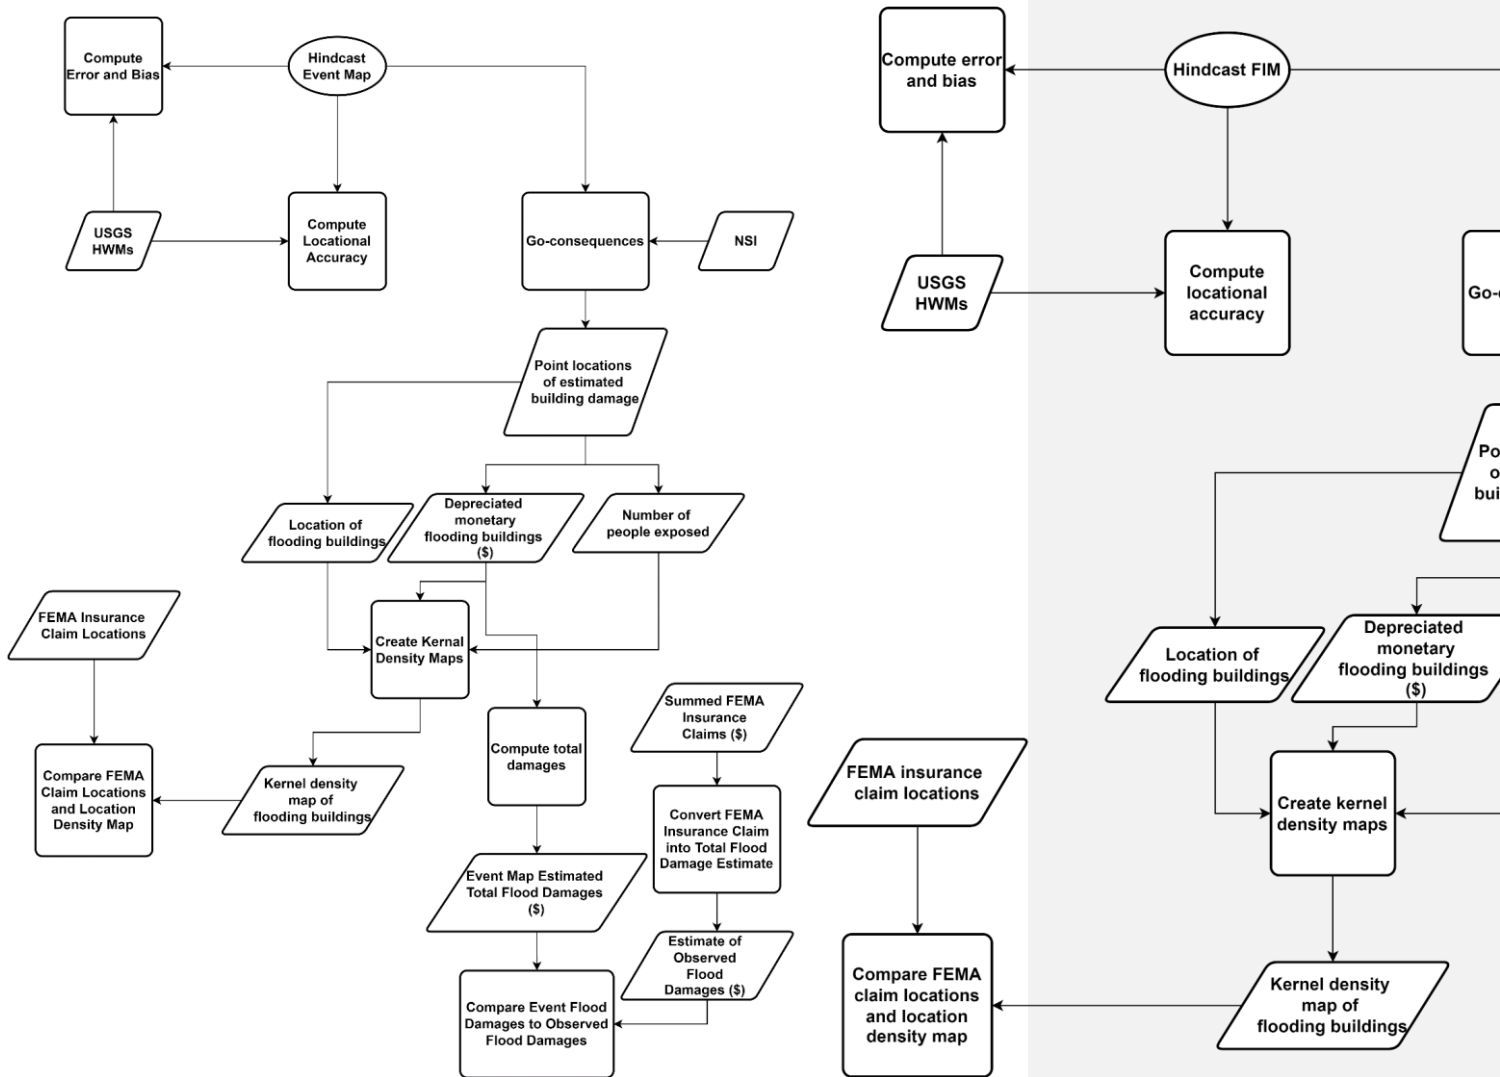 Compute
Error and Bias
Hindcast
Event Map
USGS
HWMs
Compute
Locational
Accuracy
Go-consequences
NSI
Point locations
of estimated
building damage
Location of
flooding buildings
Depreciated
monetary
flooding buildings
($)
Number of
people exposed
FEMA Insurance
Claim Locations
Create Kernal
Density Maps
Summed FEMA
Insurance
Claims ($)
Compute total
damages
Compare FEMA
Claim Locations
and Location
Density Map
Kernel density
map of
flooding buildings
Convert FEMA
Insurance Claim
into Total Flood
Damage Estimate
Event Map Estimated
Total Flood Damages
($)
Estimate of
Observed
Flood
Damages ($)
Compare Event Flood
Damages to Observed
Flood Damages
Compute error
and bias
Hindcast FIM
USGS
HWMs
Compute
locational
accuracy
Go-
Po
o
bui
Location of
flooding buildings
Depreciated
monetary
flooding buildings
($)
FEMA insurance
claim locations
Create kernel
density maps
Compare FEMA
claim locations
and location
density map
Kernel density
map of
flooding buildings